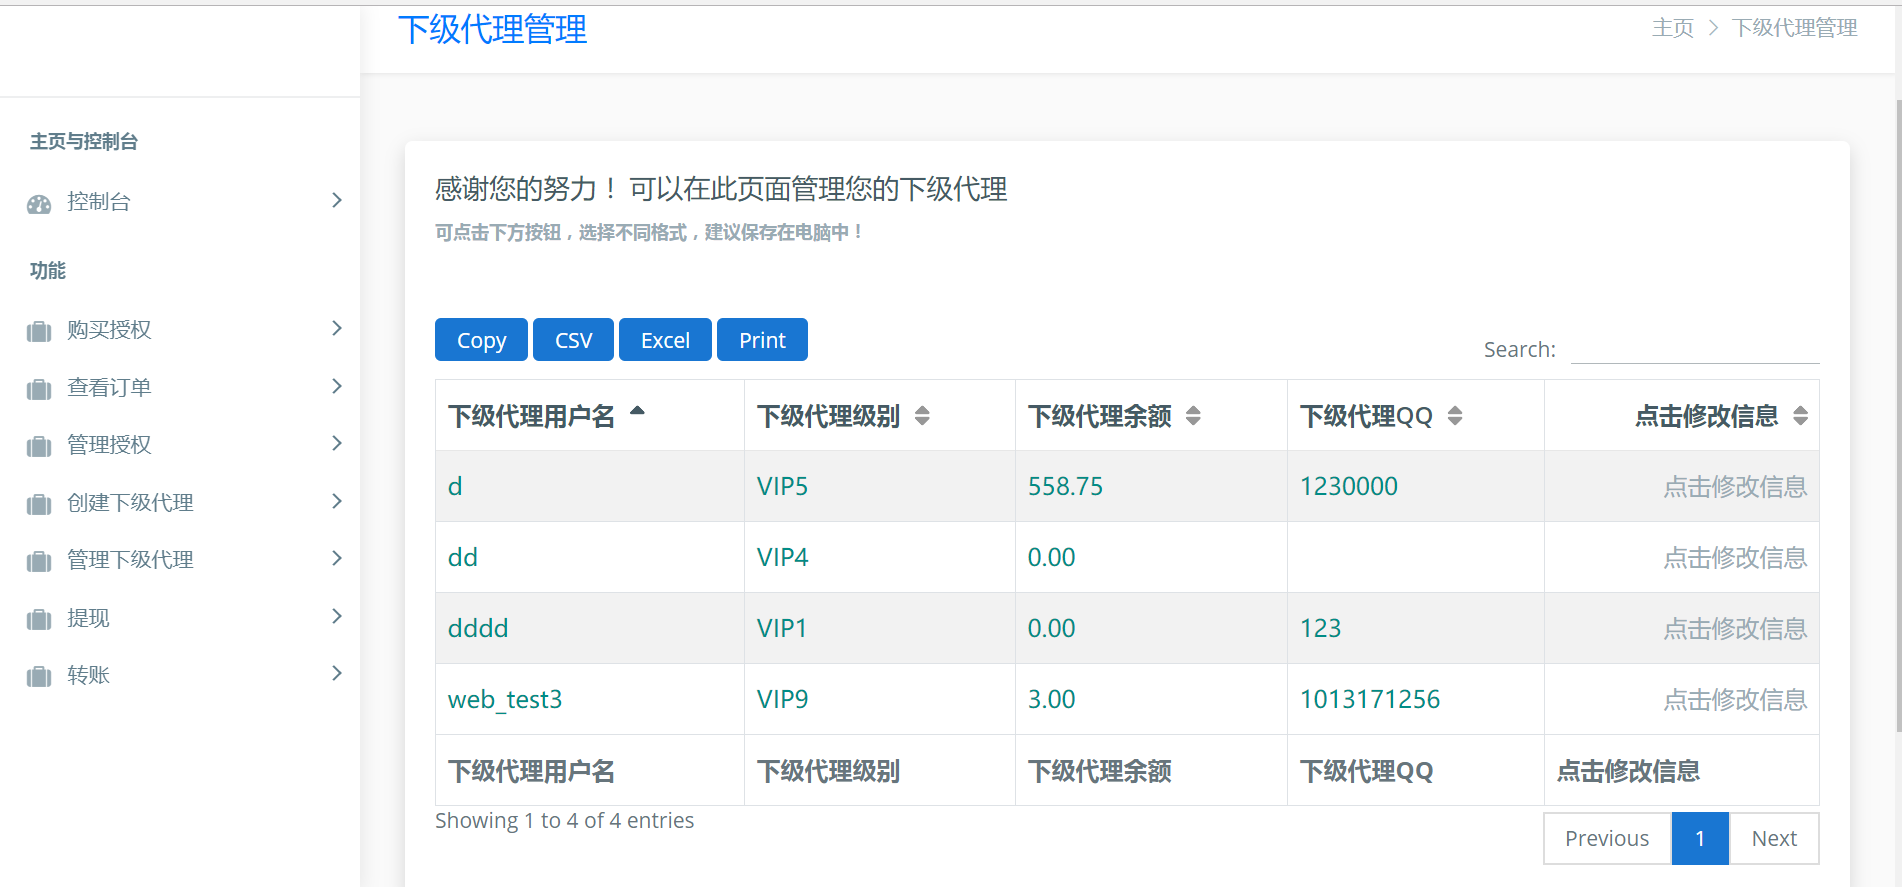 下级代理管理
主页 > 下级代理管理
主页与控制台
控制台
功能
购买授权
查看订单
管理授权
创建下级代理
管理下级代理
提现
转账
感谢您的努力！可以在此页面管理您的下级代理
可点击下方按钮，选择不同格式，建议保存在电脑中！
Copy CSV Excel Print
Search:
下级代理用户名 下级代理级别 下级代理余额 下级代理QQ 点击修改信息
d VIP5 558.75 1230000 点击修改信息
dd VIP4 0.00 点击修改信息
dddd VIP1 0.00 123 点击修改信息
web_test3 VIP9 3.00 1013171256 点击修改信息
下级代理用户名 下级代理级别 下级代理余额 下级代理QQ 点击修改信息
Showing 1 to 4 of 4 entries
Previous 1 Next